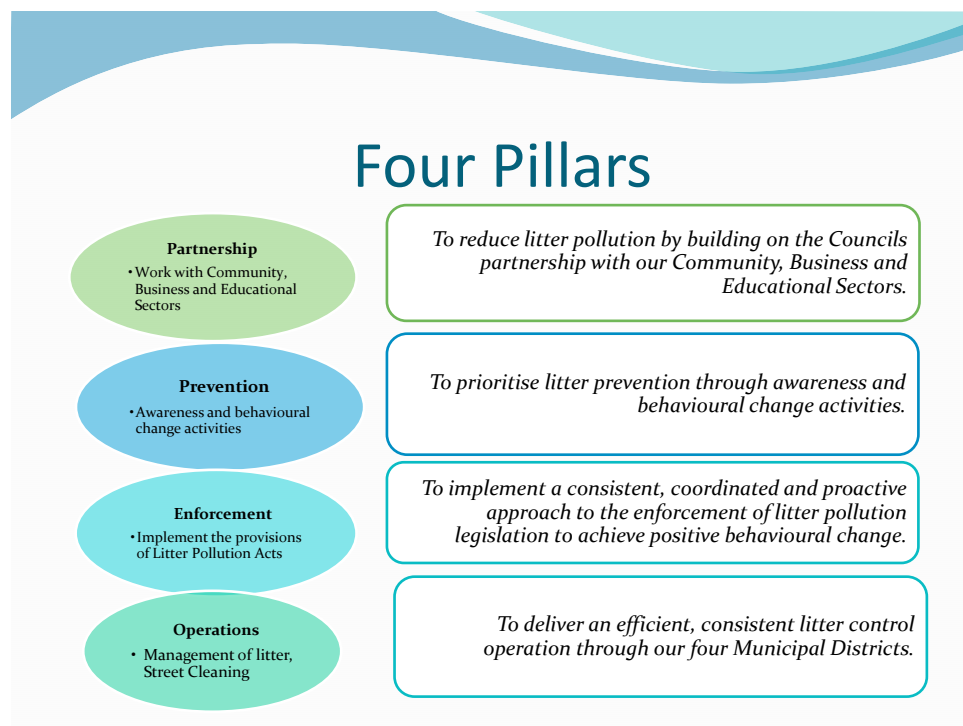 Four Pillars
Partnership
•Work with Community,
Business and Educational
Sectors
To reduce litter pollution by building on the Councils
partnership with our Community, Business and
Educational Sectors.
Prevention
•Awareness and behavioural
change activities
To prioritise litter prevention through awareness and
behavioural change activities.
Enforcement
•Implement the provisions
of Litter Pollution Acts
To implement a consistent, coordinated and proactive
approach to the enforcement of litter pollution
legislation to achieve positive behavioural change.
Operations
• Management of litter,
Street Cleaning
To deliver an efficient, consistent litter control
operation through our four Municipal Districts.